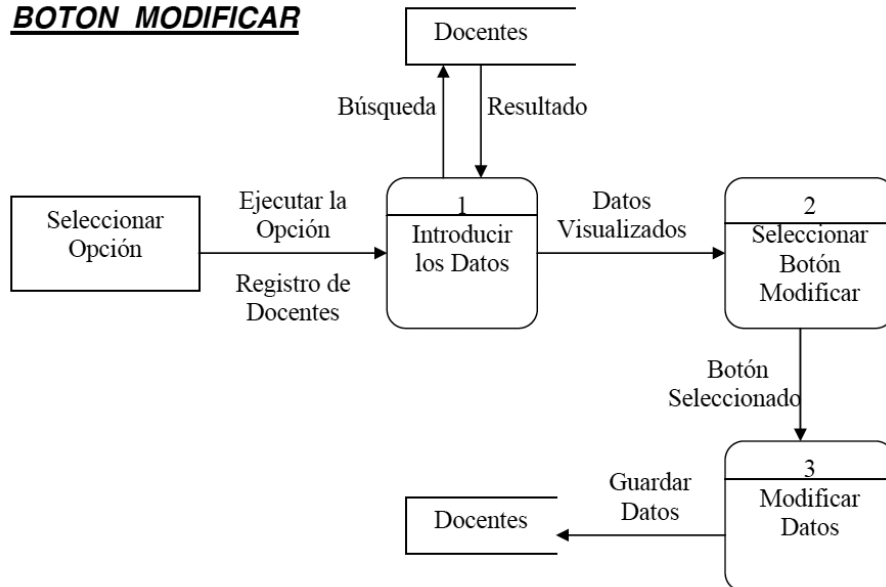 BOTON MODIFICAR
Docentes
Búsqueda
Resultado
Seleccionar
Opción
Ejecutar la
Opción
Registro de
Docentes
1
Introducir
los Datos
Datos
Visualizados
2
Seleccionar
Botón
Modificar
Botón
Seleccionado
3
Modificar
Datos
Guardar
Datos
Docentes